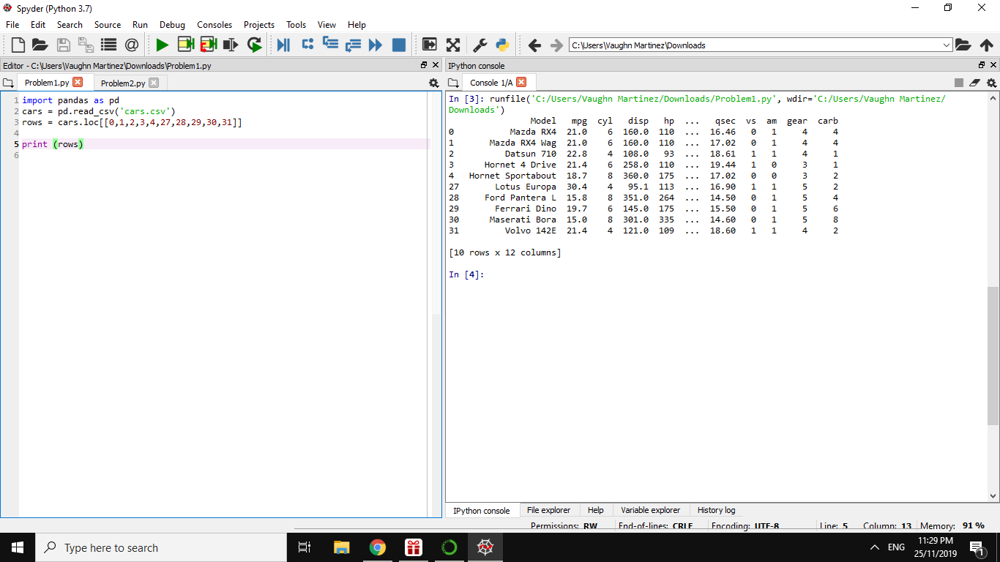 Spyder (Python 3.7)
File Edit Search Source Run Debug Consoles Projects Tools View Help
C:\Users\Vaughn Martinez\Downloads
Editor - C:\Users\Vaughn Martinez\Downloads\Problem1.py
Problem1.py Problem2.py
1 import pandas as pd
2 cars = pd.read_csv('cars.csv')
3 rows = cars.loc[[0,1,2,3,4,27,28,29,30,31]]
4
5 print (rows)
6
IPython console
Console 1/A
In [3]: runfile('C:/Users/Vaughn Martinez/Downloads/Problem1.py', wdir='C:/Users/Vaughn Martinez/
Downloads')
Model mpg cyl disp hp ... qsec vs am gear carb
0 Mazda RX4 21.0 6 160.0 110 ... 16.46 0 1 4 4
1 Mazda RX4 Wag 21.0 6 160.0 110 ... 17.02 0 1 4 4
2 Datsun 710 22.8 4 108.0 93 ... 18.61 1 1 4 1
3 Hornet 4 Drive 21.4 6 258.0 110 ... 19.44 1 0 3 1
4 Hornet Sportabout 18.7 8 360.0 175 ... 17.02 0 0 3 2
27 Lotus Europa 30.4 4 95.1 113 ... 16.90 1 1 5 2
28 Ford Pantera L 15.8 8 351.0 264 ... 14.50 0 1 5 4
29 Ferrari Dino 19.7 6 145.0 175 ... 15.50 0 1 5 6
30 Maserati Bora 15.0 8 301.0 335 ... 14.60 0 1 5 8
31 Volvo 142E 21.4 4 121.0 109 ... 18.60 1 1 4 2
[10 rows x 12 columns]
In [4]:
IPython console File explorer Help Variable explorer History log
Permissions: RW End-of-lines: CRLF Encoding: UTF-8 Line: 5 Column: 13 Memory: 91 %
Type here to search
ENG
11:29 PM
25/11/2019
1